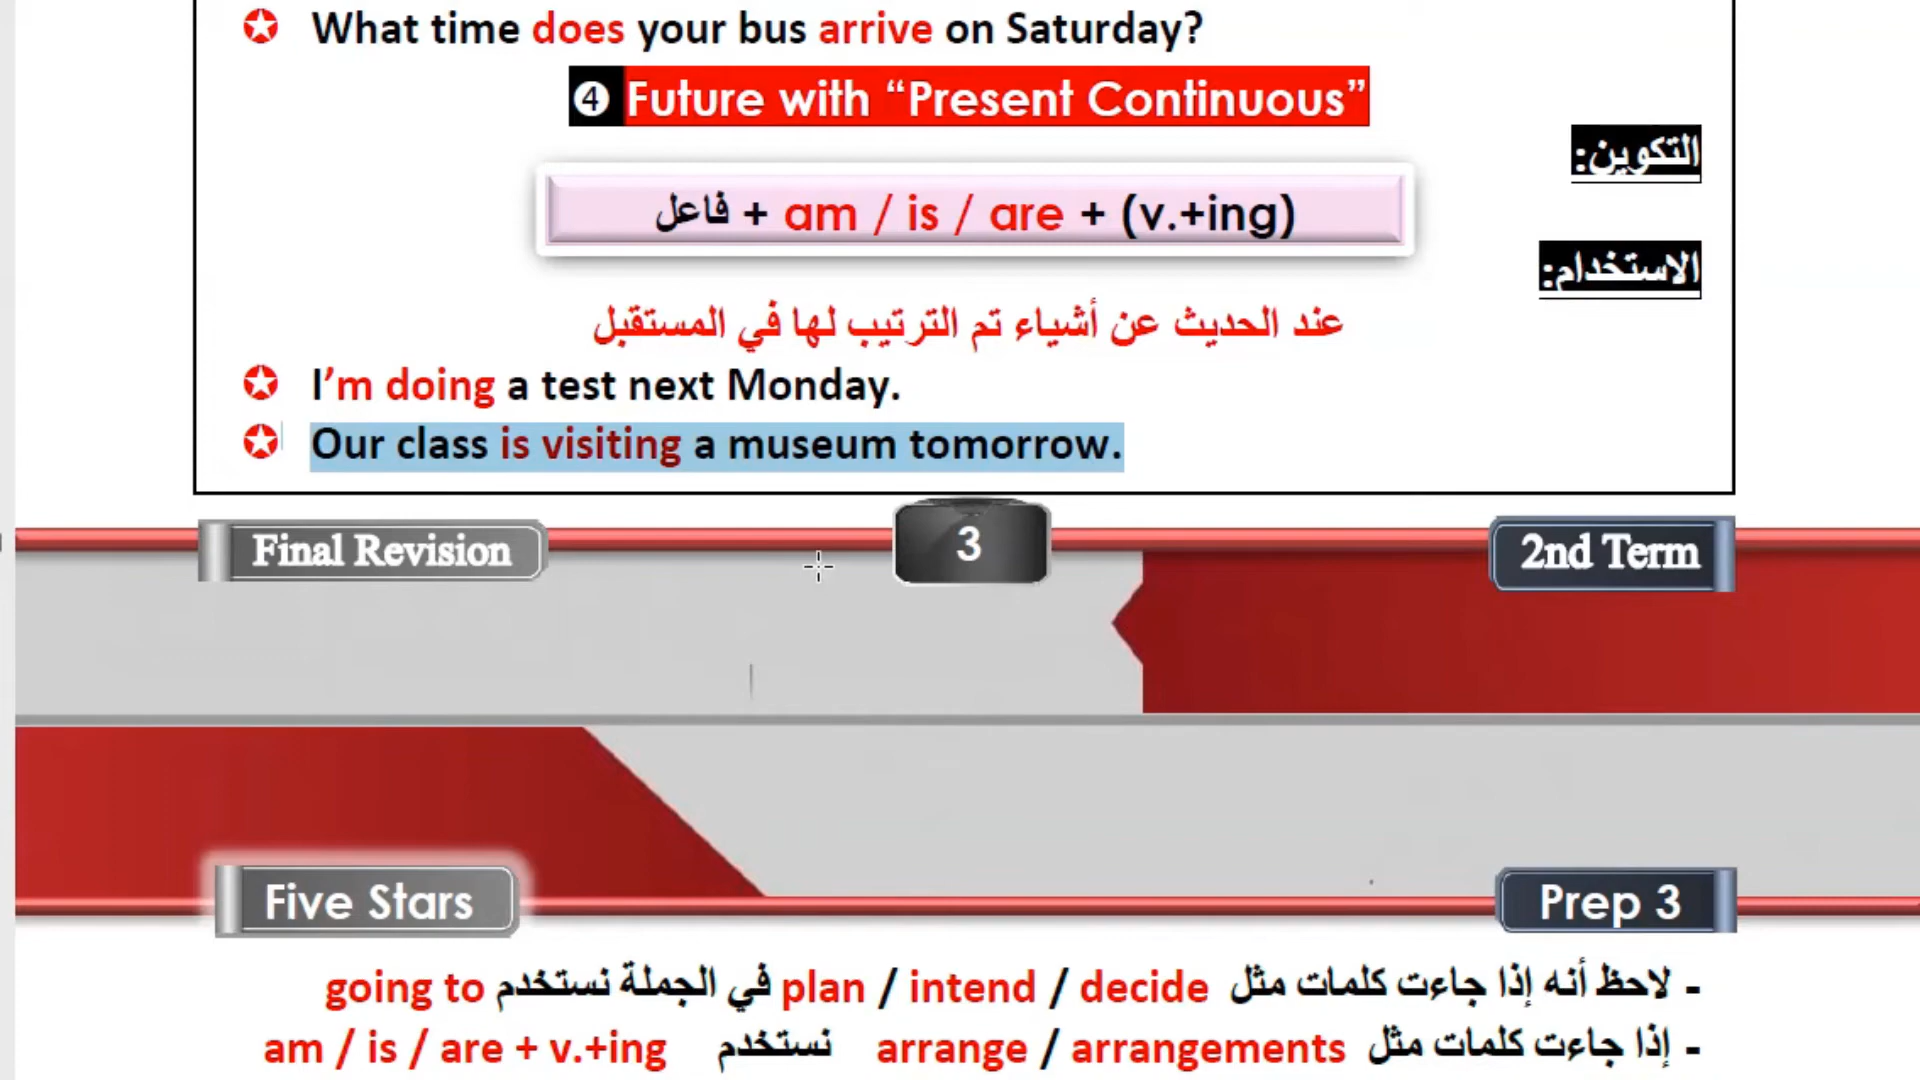 What time does your bus arrive on Saturday?
❹ Future with “Present Continuous”
التكوين:
فاعل + am / is / are + (v.+ing)
الاستخدام:
عند الحديث عن أشياء تم الترتيب لها في المستقبل
I’m doing a test next Monday.
Our class is visiting a museum tomorrow.
Final Revision
3
2nd Term
Five Stars
Prep 3
- لاحظ أنه إذا جاءت كلمات مثل plan / intend / decide في الجملة نستخدم going to
- إذا جاءت كلمات مثل arrange / arrangements نستخدم am / is / are + v.+ing